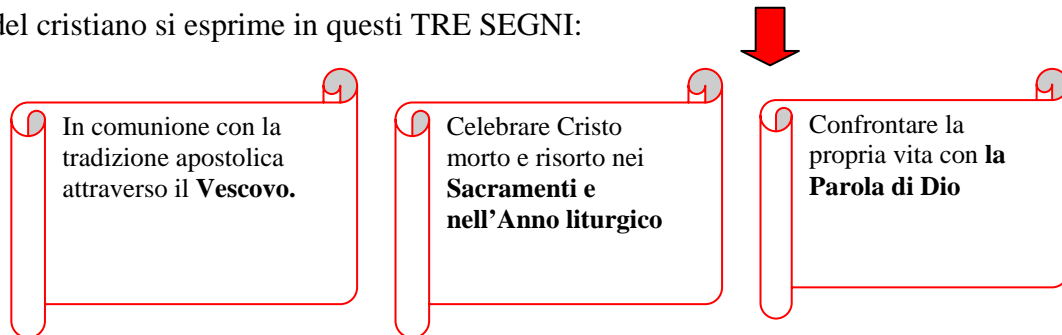 del cristiano si esprime in questi TRE SEGNI:
In comunione con la
tradizione apostolica
attraverso il Vescovo.
Celebrare Cristo
morto e risorto nei
Sacramenti e
nell’Anno liturgico
Confrontare la
propria vita con la
Parola di Dio